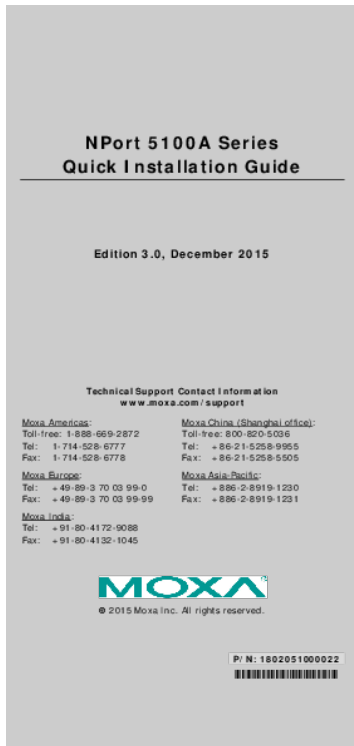 NPort 5100A Series
Quick Installation Guide
Edition 3.0, December 2015
Technical Support Contact Information
www.moxa.com/support
Moxa Americas:
Toll-free: 1-888-669-2872
Tel: 1-714-528-6777
Fax: 1-714-528-6778
Moxa China (Shanghai office):
Toll-free: 800-820-5036
Tel: +86-21-5258-9955
Fax: +86-21-5258-5505
Moxa Europe:
Tel: +49-89-3 70 03 99-0
Fax: +49-89-3 70 03 99-99
Moxa Asia-Pacific:
Tel: +886-2-8919-1230
Fax: +886-2-8919-1231
Moxa India:
Tel: +91-80-4172-9088
Fax: +91-80-4132-1045
MOXA®
© 2015 Moxa Inc. All rights reserved.
P/N: 1802051000022